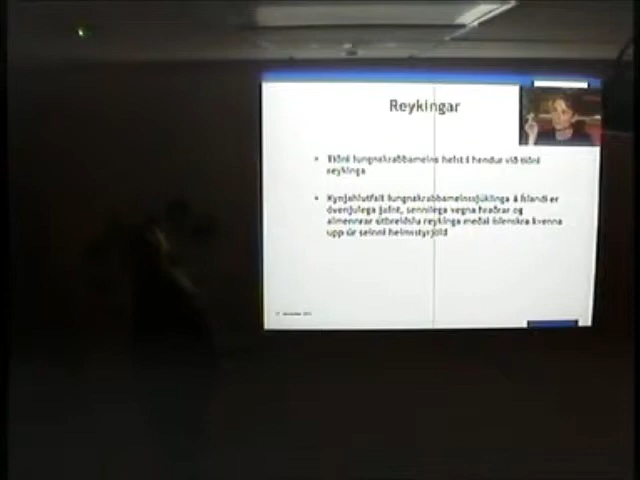 Reykingar
Tíðni lungnakrabbameins helst í hendur við tíðni
reykinga
Kynjahlutfall lungnakrabbameinssjúklinga á Íslandi er
óvenjulega jafnt, sennilega vegna hraðrar og
almennrar útbreiðslu reykinga meðal íslenskra kvenna
upp úr seinni heimsstyrjöld